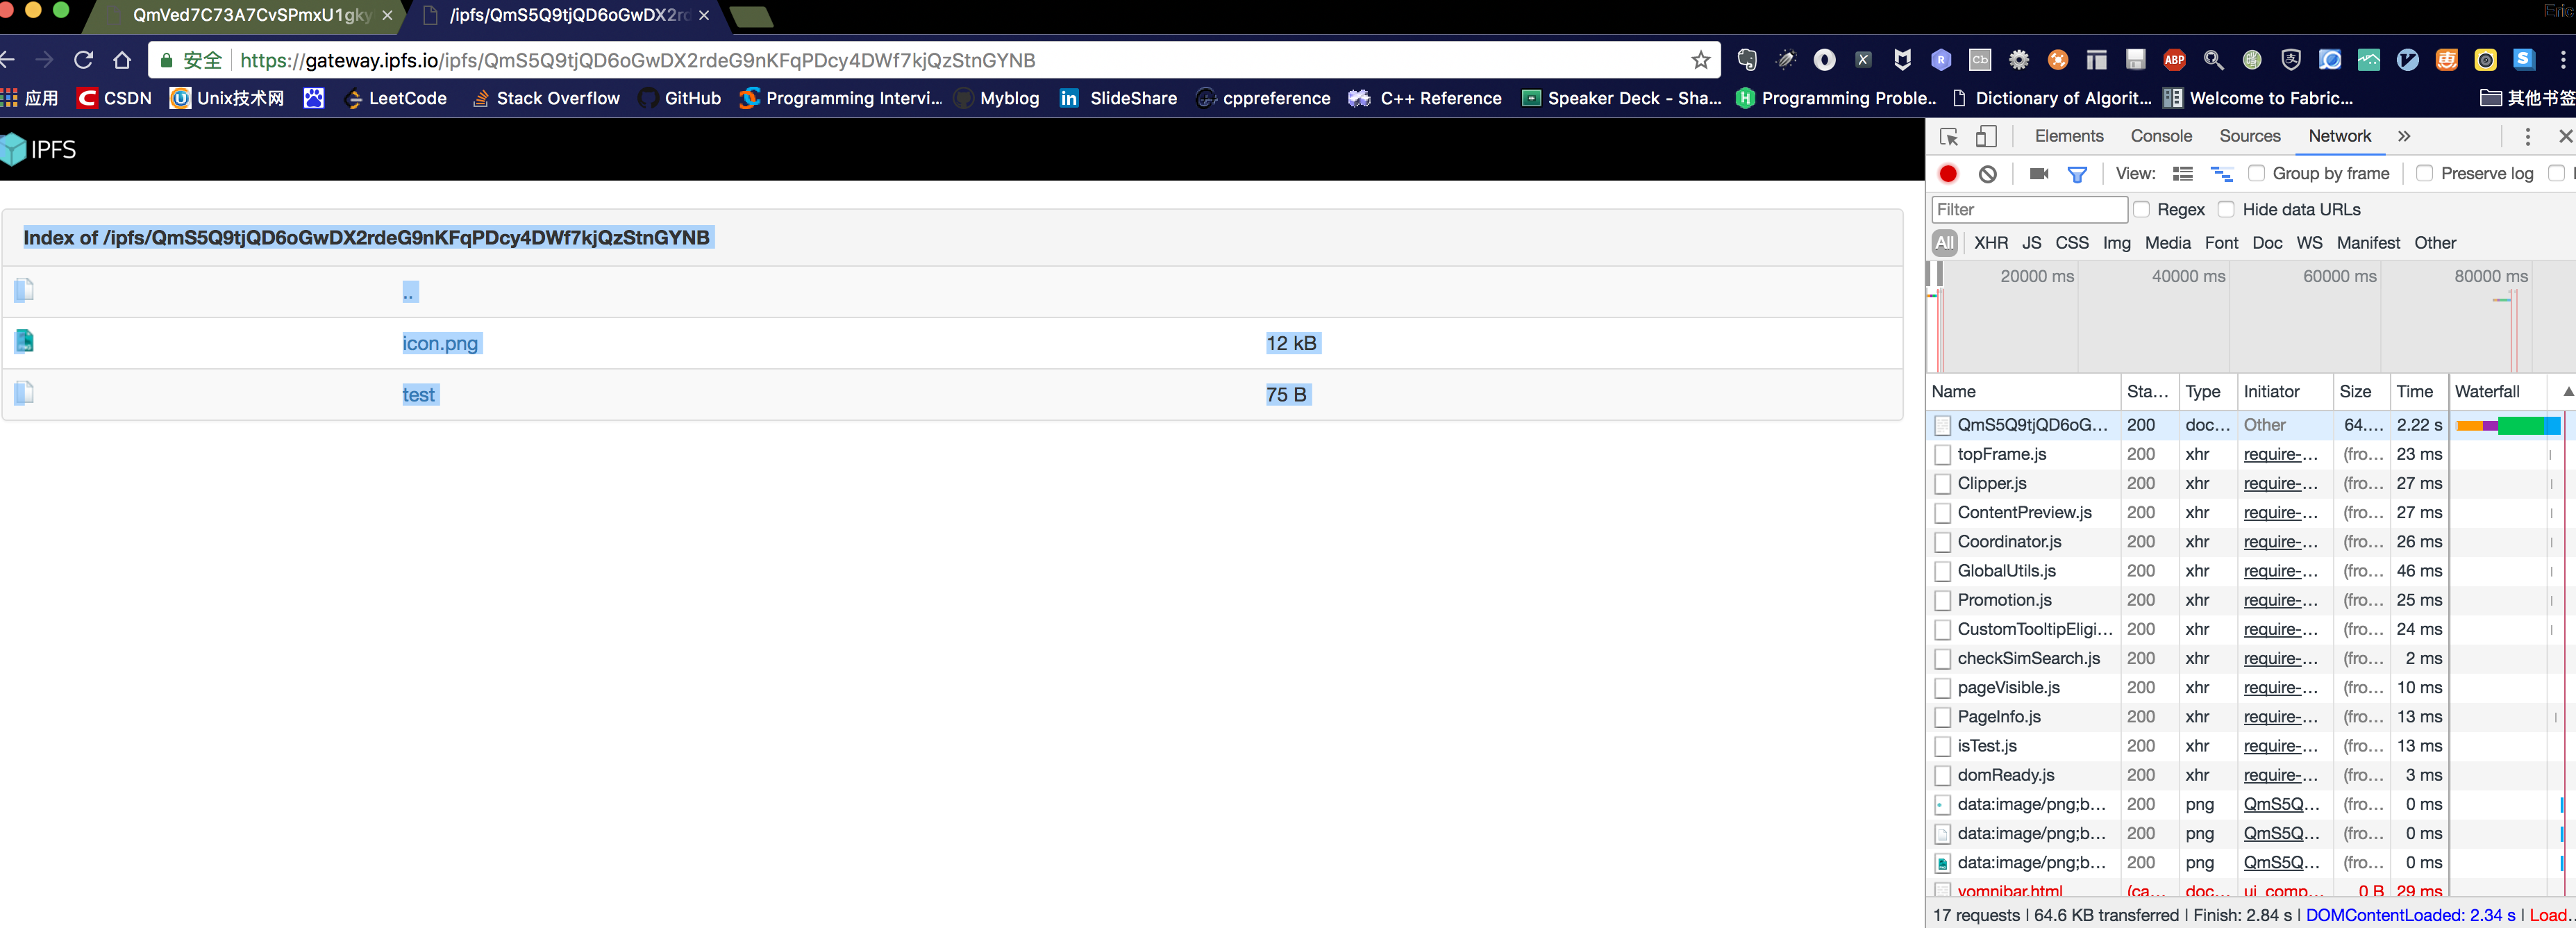 QmVed7C73A7CvSPmxU1gky
/ipfs/QmS5Q9tjQD6oGwDX2rd
Eric
安全 https://gateway.ipfs.io/ipfs/QmS5Q9tjQD6oGwDX2rdeG9nKFqPDcy4DWf7kjQzStnGYNB
应用 CSDN Unix技术网 LeetCode Stack Overflow GitHub Programming Intervi... Myblog SlideShare cppreference C++ Reference Speaker Deck - Sha... Programming Proble... Dictionary of Algorit... Welcome to Fabric... 其他书签
IPFS
Index of /ipfs/QmS5Q9tjQD6oGwDX2rdeG9nKFqPDcy4DWf7kjQzStnGYNB
..
icon.png 12 kB
test 75 B
Elements Console Sources Network
View: Group by frame Preserve log
Filter Regex Hide data URLs
All XHR JS CSS Img Media Font Doc WS Manifest Other
20000 ms 40000 ms 60000 ms 80000 ms
Name Sta... Type Initiator Size Time Waterfall
QmS5Q9tjQD6oG... 200 doc... Other 64.... 2.22 s
topFrame.js 200 xhr require-... (fro... 23 ms
Clipper.js 200 xhr require-... (fro... 27 ms
ContentPreview.js 200 xhr require-... (fro... 27 ms
Coordinator.js 200 xhr require-... (fro... 26 ms
GlobalUtils.js 200 xhr require-... (fro... 46 ms
Promotion.js 200 xhr require-... (fro... 25 ms
CustomTooltipEligi... 200 xhr require-... (fro... 24 ms
checkSimSearch.js 200 xhr require-... (fro... 2 ms
pageVisible.js 200 xhr require-... (fro... 10 ms
PageInfo.js 200 xhr require-... (fro... 13 ms
isTest.js 200 xhr require-... (fro... 13 ms
domReady.js 200 xhr require-... (fro... 3 ms
data:image/png;b... 200 png QmS5Q... (fro... 0 ms
data:image/png;b... 200 png QmS5Q... (fro... 0 ms
data:image/png;b... 200 png QmS5Q... (fro... 0 ms
vomnibar.html (ca... doc... ui_comp... 0 B 29 ms
17 requests | 64.6 KB transferred | Finish: 2.84 s | DOMContentLoaded: 2.34 s | Load...